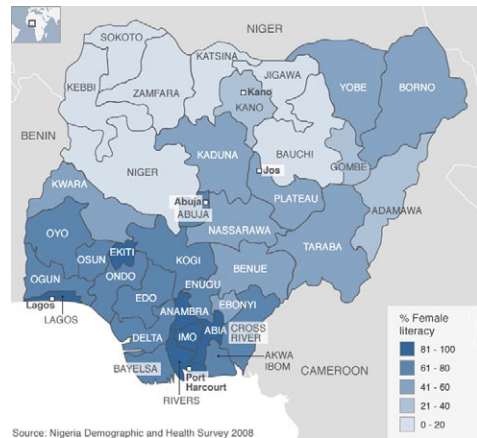 NIGER
SOKOTO
KATSINA
JIGAWA
KEBBI
ZAMFARA
Kano
KANO
YOBE
BORNO
BENIN
KADUNA
BAUCHI
GOMBE
NIGER
Jos
KWARA
Abuja
ABUJA
PLATEAU
ADAMAWA
OYO
NASSARAWA
TARABA
EKITI
OSUN
KOGI
BENUE
OGUN
ONDO
ENUGU
EDO
ANAMBRA
EBONYI
Lagos
LAGOS
ABIA
CROSS
RIVER
DELTA
IMO
BAYELSA
AKWA
IBOM
Port
Harcourt
RIVERS
CAMEROON
% Female
literacy
81 - 100
61 - 80
41 - 60
21 - 40
0 - 20
Source: Nigeria Demographic and Health Survey 2008